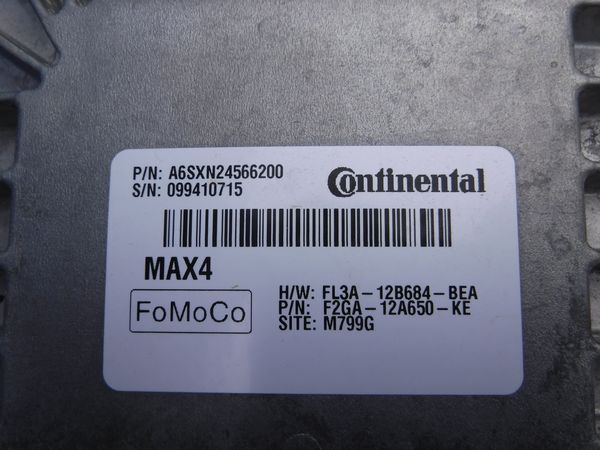 P/N: A6SXN24566200
S/N: 099410715
Continental
MAX4
FoMoCo
H/W: FL3A-12B684-BEA
P/N: F2GA-12A650-KE
SITE: M799G